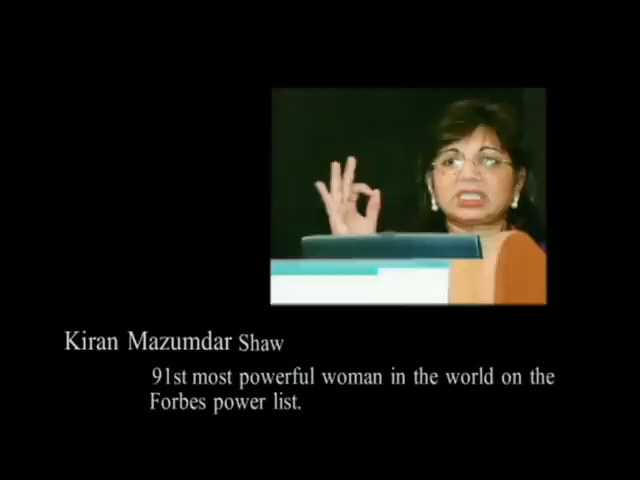 Kiran Mazumdar Shaw
91st most powerful woman in the world on the
Forbes power list.